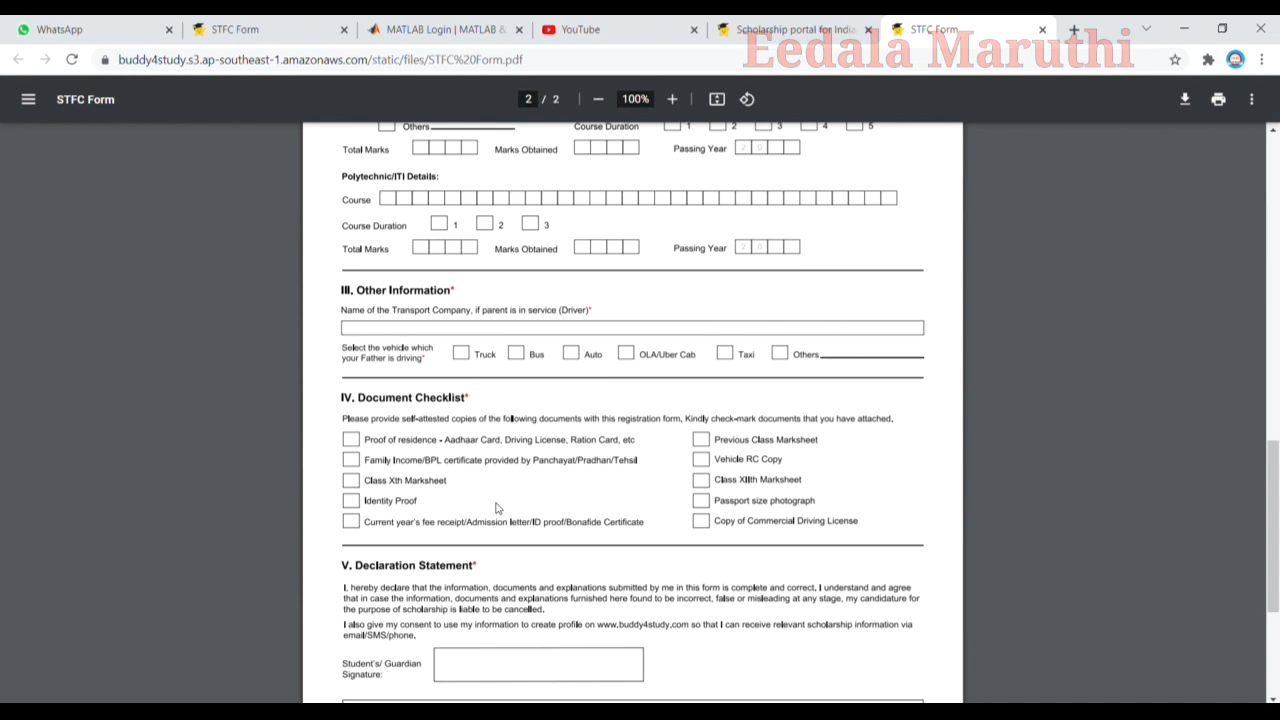 WhatsApp
STFC Form
MATLAB Login | MATLAB &
YouTube
Scholarship portal for India
STFC Form
Eedala Maruthi
buddy4study.s3.ap-southeast-1.amazonaws.com/static/files/STFC%20Form.pdf
STFC Form
2 / 2
100%
Others
Course Duration 1 2 3 4 5
Total Marks Marks Obtained Passing Year 2 0
Polytechnic/ITI Details:
Course
Course Duration 1 2 3
Total Marks Marks Obtained Passing Year 2 0
III. Other Information*
Name of the Transport Company, if parent is in service (Driver)*
Select the vehicle which
your Father is driving*
Truck Bus Auto OLA/Uber Cab Taxi Others
IV. Document Checklist*
Please provide self-attested copies of the following documents with this registration form. Kindly check-mark documents that you have attached.
Proof of residence - Aadhaar Card, Driving License, Ration Card, etc
Previous Class Marksheet
Family Income/BPL certificate provided by Panchayat/Pradhan/Tehsil
Vehicle RC Copy
Class Xth Marksheet
Class XIIth Marksheet
Identity Proof
Passport size photograph
Current year's fee receipt/Admission letter/ID proof/Bonafide Certificate
Copy of Commercial Driving License
V. Declaration Statement*
I, hereby declare that the information, documents and explanations submitted by me in this form is complete and correct. I understand and agree
that in case the information, documents and explanations furnished here found to be incorrect, false or misleading at any stage, my candidature for
the purpose of scholarship is liable to be cancelled.
I also give my consent to use my information to create profile on www.buddy4study.com so that I can receive relevant scholarship information via
email/SMS/phone.
Student's/ Guardian
Signature: